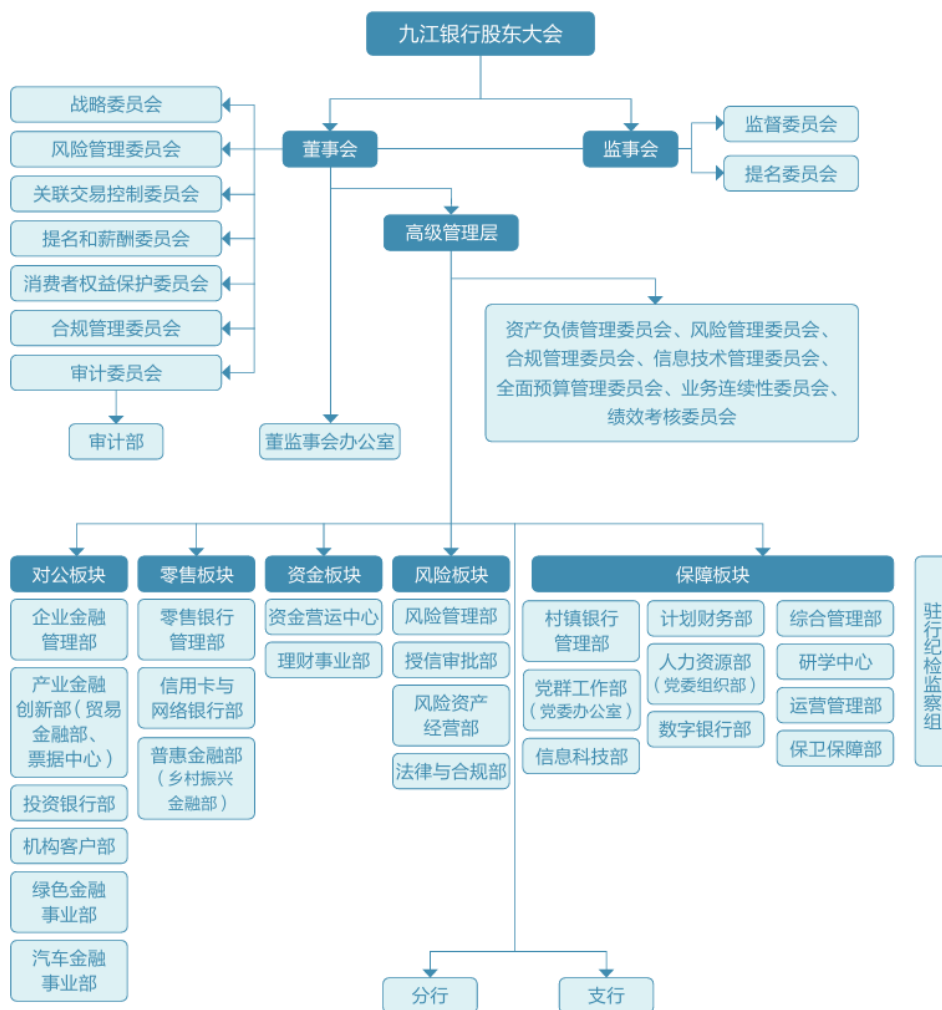 九江银行股东大会
战略委员会
风险管理委员会
关联交易控制委员会
提名和薪酬委员会
消费者权益保护委员会
合规管理委员会
审计委员会
审计部
董事会
监事会
监督委员会
提名委员会
高级管理层
资产负债管理委员会、风险管理委员会、
合规管理委员会、信息技术管理委员会、
全面预算管理委员会、业务连续性委员会、
绩效考核委员会
董监事会办公室
对公板块
企业金融
管理部
产业金融
创新部（贸易
金融部、
票据中心）
投资银行部
机构客户部
绿色金融
事业部
汽车金融
事业部
零售板块
零售银行
管理部
信用卡与
网络银行部
普惠金融部
（乡村振兴
金融部）
资金板块
资金营运中心
理财事业部
风险板块
风险管理部
授信审批部
风险资产
经营部
法律与合规部
保障板块
村镇银行
管理部
党群工作部
（党委办公室）
信息科技部
计划财务部
人力资源部
（党委组织部）
数字银行部
综合管理部
研学中心
运营管理部
保卫保障部
驻行纪检监察组
分行
支行